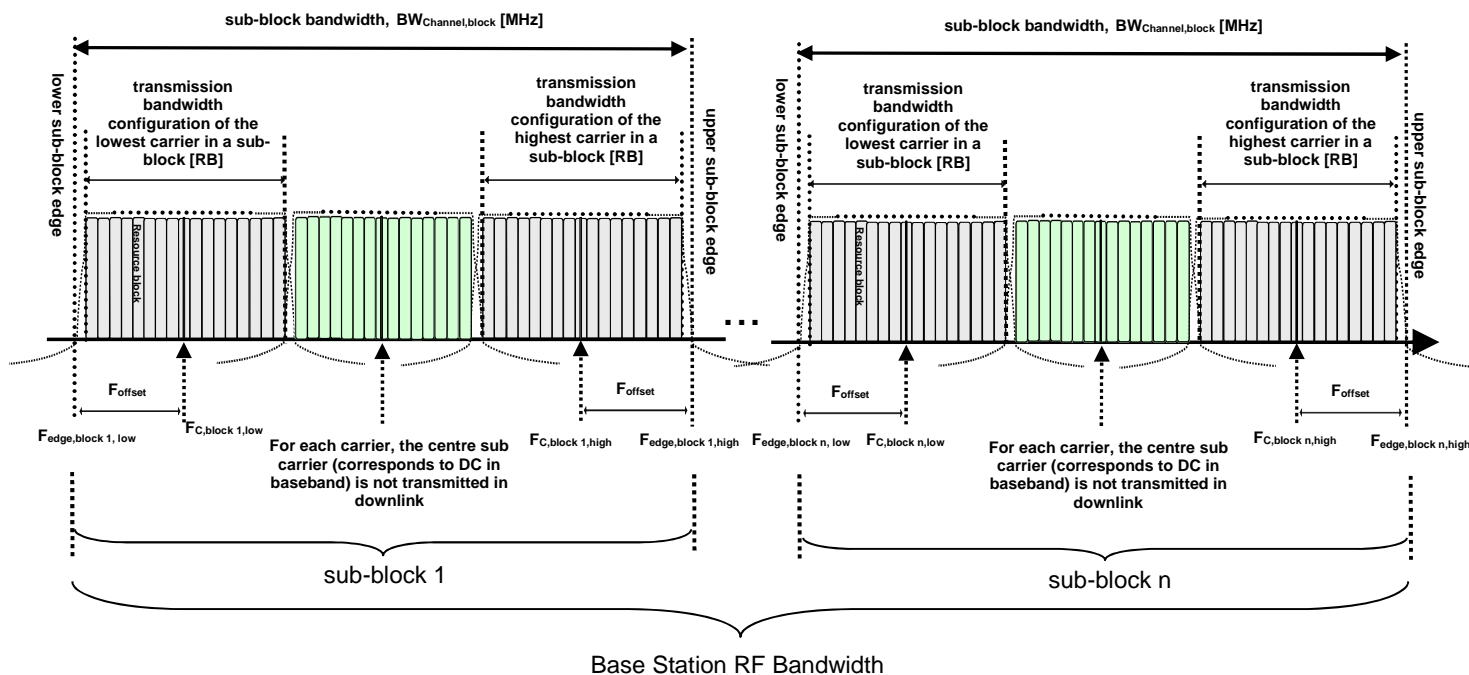 sub-block bandwidth, BWChannel,block [MHz]
lower sub-block edge
transmission
bandwidth
configuration of the
lowest carrier in a sub-
block [RB]
transmission
bandwidth
configuration of the
highest carrier in a
sub-block [RB]
upper sub-block edge
Resource block
Foffset
Foffset
Fedge,block 1, low
FC,block 1,low
FC,block 1,high
Fedge,block 1,high
For each carrier, the centre sub
carrier (corresponds to DC in
baseband) is not transmitted in
downlink
sub-block 1
...
sub-block bandwidth, BWChannel,block [MHz]
lower sub-block edge
transmission
bandwidth
configuration of the
lowest carrier in a
sub-block [RB]
transmission
bandwidth
configuration of the
highest carrier in a
sub-block [RB]
upper sub-block edge
Resource block
Foffset
Foffset
Fedge,block n, low
FC,block n,low
FC,block n,high
Fedge,block n,high
For each carrier, the centre sub
carrier (corresponds to DC in
baseband) is not transmitted in
downlink
sub-block n
Base Station RF Bandwidth